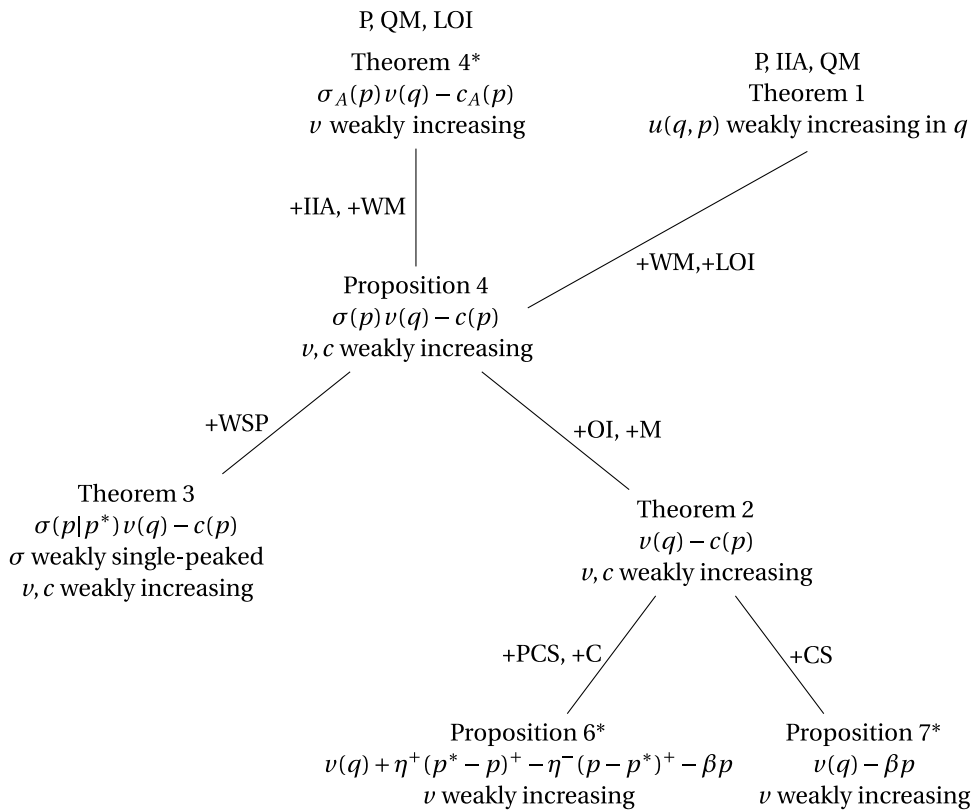 P, QM, LOI
Theorem 4*
σ_A(p)v(q) − c_A(p)
v weakly increasing
P, IIA, QM
Theorem 1
u(q, p) weakly increasing in q
+IIA, +WM
+WM,+LOI
Proposition 4
σ(p)v(q) − c(p)
v, c weakly increasing
+WSP
+OI, +M
Theorem 3
σ(p|p*)v(q) − c(p)
σ weakly single-peaked
v, c weakly increasing
Theorem 2
v(q) − c(p)
v, c weakly increasing
+PCS, +C
+CS
Proposition 6*
v(q) + η⁺(p* − p)⁺ − η⁻(p − p*)⁺ − βp
v weakly increasing
Proposition 7*
v(q) − βp
v weakly increasing